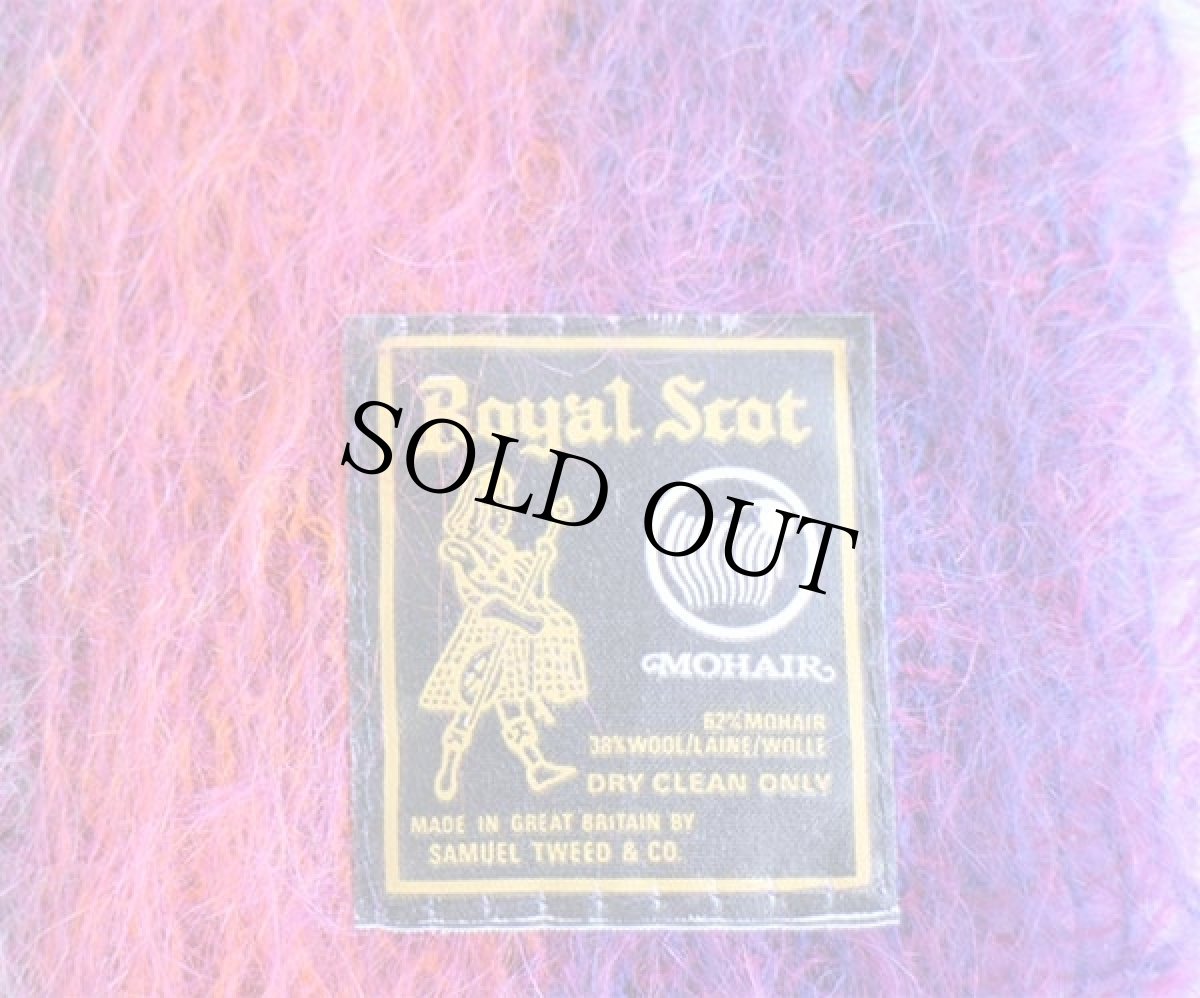 Royal Scot
SOLD OUT
MOHAIR
62% MOHAIR
38% WOOL/LAINE/WOLLE
DRY CLEAN ONLY
MADE IN GREAT BRITAIN BY
SAMUEL TWEED & CO.